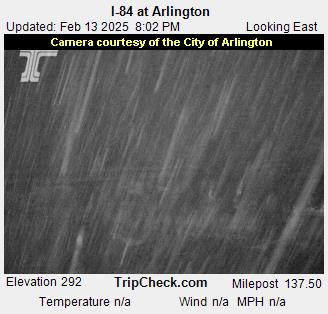 I-84 at Arlington
Updated: Feb 13 2025 8:02 PM Looking East
Camera courtesy of the City of Arlington
Elevation 292 TripCheck.com Milepost 137.50
Temperature n/a Wind n/a MPH n/a